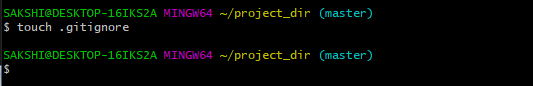 SAKSHI@DESKTOP-16IKS2A MINGW64 ~/project_dir (master)
$ touch .gitignore
SAKSHI@DESKTOP-16IKS2A MINGW64 ~/project_dir (master)
$